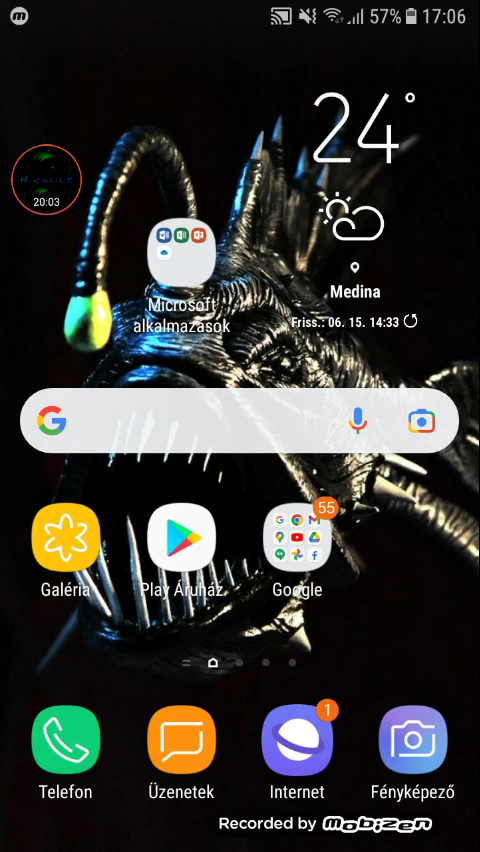 57% 17:06
24°
20:03
Microsoft
alkalmazások
Medina
Friss.: 06. 15. 14:33
55
Galéria
Play Áruház
Google
1
Telefon
Üzenetek
Internet
Fényképező
Recorded by Mobizen